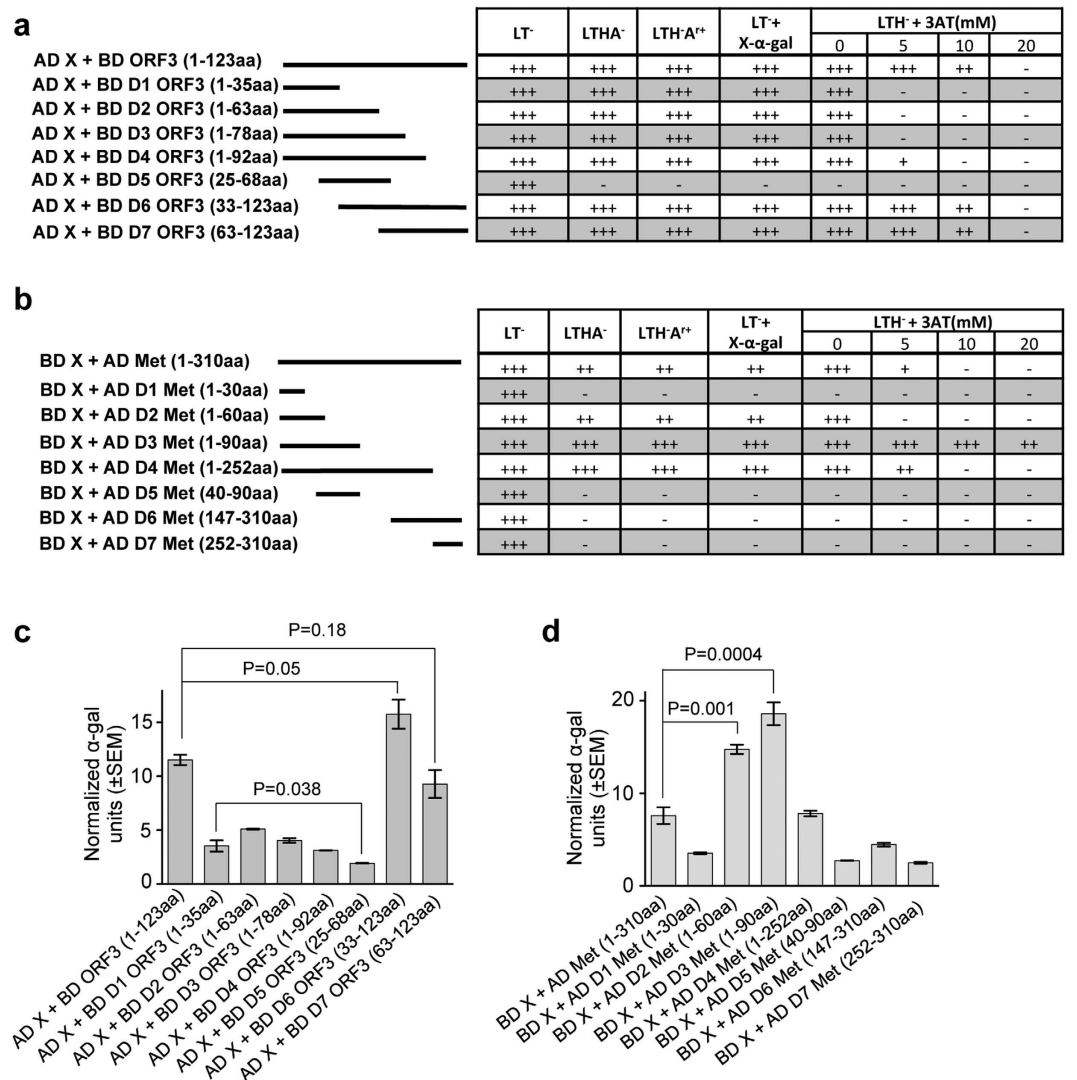 a
LT⁻ LTHA⁻ LTH⁻Aʳ⁺ LT⁻+ X-α-gal LTH⁻ + 3AT(mM)
0 5 10 20
AD X + BD ORF3 (1-123aa) +++ +++ +++ +++ +++ +++ ++ -
AD X + BD D1 ORF3 (1-35aa) +++ +++ +++ +++ +++ - - -
AD X + BD D2 ORF3 (1-63aa) +++ +++ +++ +++ +++ - - -
AD X + BD D3 ORF3 (1-78aa) +++ +++ +++ +++ +++ - - -
AD X + BD D4 ORF3 (1-92aa) +++ +++ +++ +++ +++ + - -
AD X + BD D5 ORF3 (25-68aa) +++ - - - - - - -
AD X + BD D6 ORF3 (33-123aa) +++ +++ +++ +++ +++ +++ ++ -
AD X + BD D7 ORF3 (63-123aa) +++ +++ +++ +++ +++ +++ ++ -
b
LT⁻ LTHA⁻ LTH⁻Aʳ⁺ LT⁻+ X-α-gal LTH⁻ + 3AT(mM)
0 5 10 20
BD X + AD Met (1-310aa) +++ ++ ++ ++ +++ + - -
BD X + AD D1 Met (1-30aa) +++ - - - - - - -
BD X + AD D2 Met (1-60aa) +++ ++ ++ ++ +++ - - -
BD X + AD D3 Met (1-90aa) +++ +++ +++ +++ +++ +++ +++ ++
BD X + AD D4 Met (1-252aa) +++ +++ +++ +++ +++ ++ - -
BD X + AD D5 Met (40-90aa) +++ - - - - - - -
BD X + AD D6 Met (147-310aa) +++ - - - - - - -
BD X + AD D7 Met (252-310aa) +++ - - - - - - -
c
P=0.18
P=0.05
P=0.038
Normalized α-gal
units (±SEM)
15
10
5
0
AD X + BD ORF3 (1-123aa)
AD X + BD D1 ORF3 (1-35aa)
AD X + BD D2 ORF3 (1-63aa)
AD X + BD D3 ORF3 (1-78aa)
AD X + BD D4 ORF3 (1-92aa)
AD X + BD D5 ORF3 (25-68aa)
AD X + BD D6 ORF3 (33-123aa)
AD X + BD D7 ORF3 (63-123aa)
d
P=0.0004
P=0.001
Normalized α-gal
units (±SEM)
20
10
0
BD X + AD Met (1-310aa)
BD X + AD D1 Met (1-30aa)
BD X + AD D2 Met (1-60aa)
BD X + AD D3 Met (1-90aa)
BD X + AD D4 Met (1-252aa)
BD X + AD D5 Met (40-90aa)
BD X + AD D6 Met (147-310aa)
BD X + AD D7 Met (252-310aa)